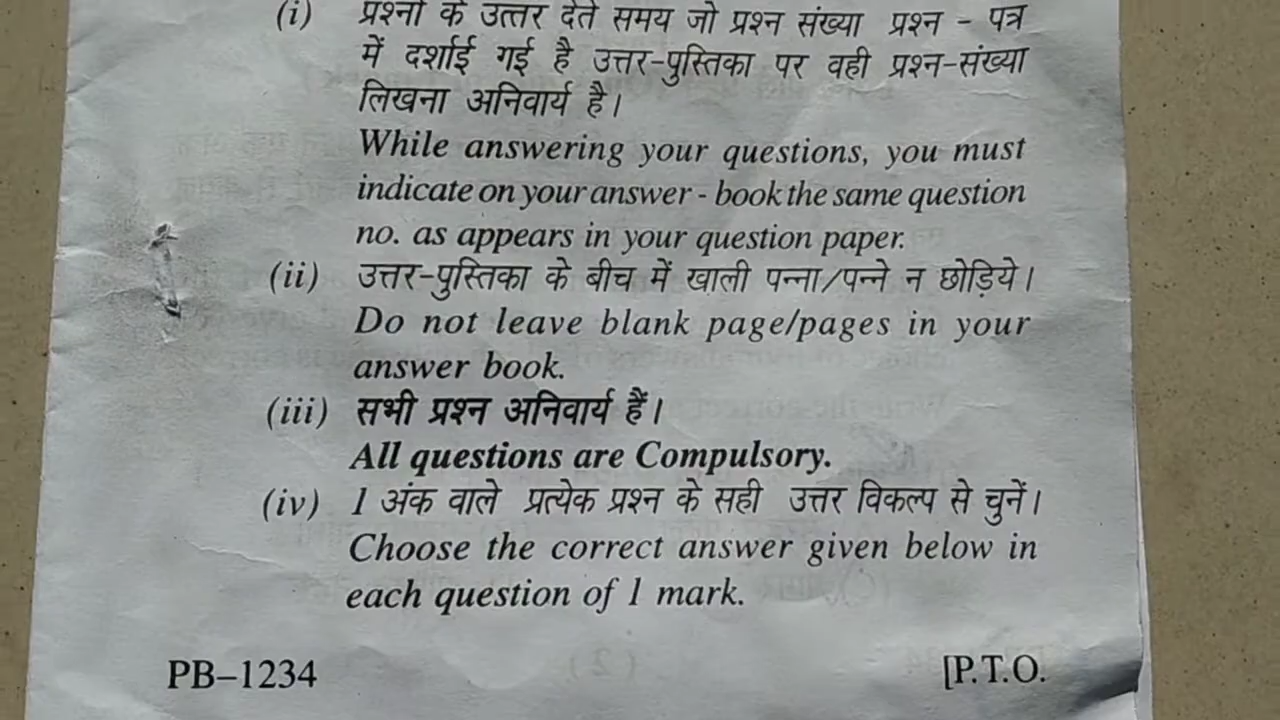 (i) प्रश्नों के उत्तर देते समय जो प्रश्न संख्या प्रश्न - पत्र
में दर्शाई गई है उत्तर-पुस्तिका पर वही प्रश्न-संख्या
लिखना अनिवार्य है।
While answering your questions, you must
indicate on your answer - book the same question
no. as appears in your question paper.
(ii) उत्तर-पुस्तिका के बीच में खाली पन्ना/पन्ने न छोड़िये।
Do not leave blank page/pages in your
answer book.
(iii) सभी प्रश्न अनिवार्य हैं।
All questions are Compulsory.
(iv) 1 अंक वाले प्रत्येक प्रश्न के सही उत्तर विकल्प से चुनें।
Choose the correct answer given below in
each question of 1 mark.
PB–1234 [P.T.O.